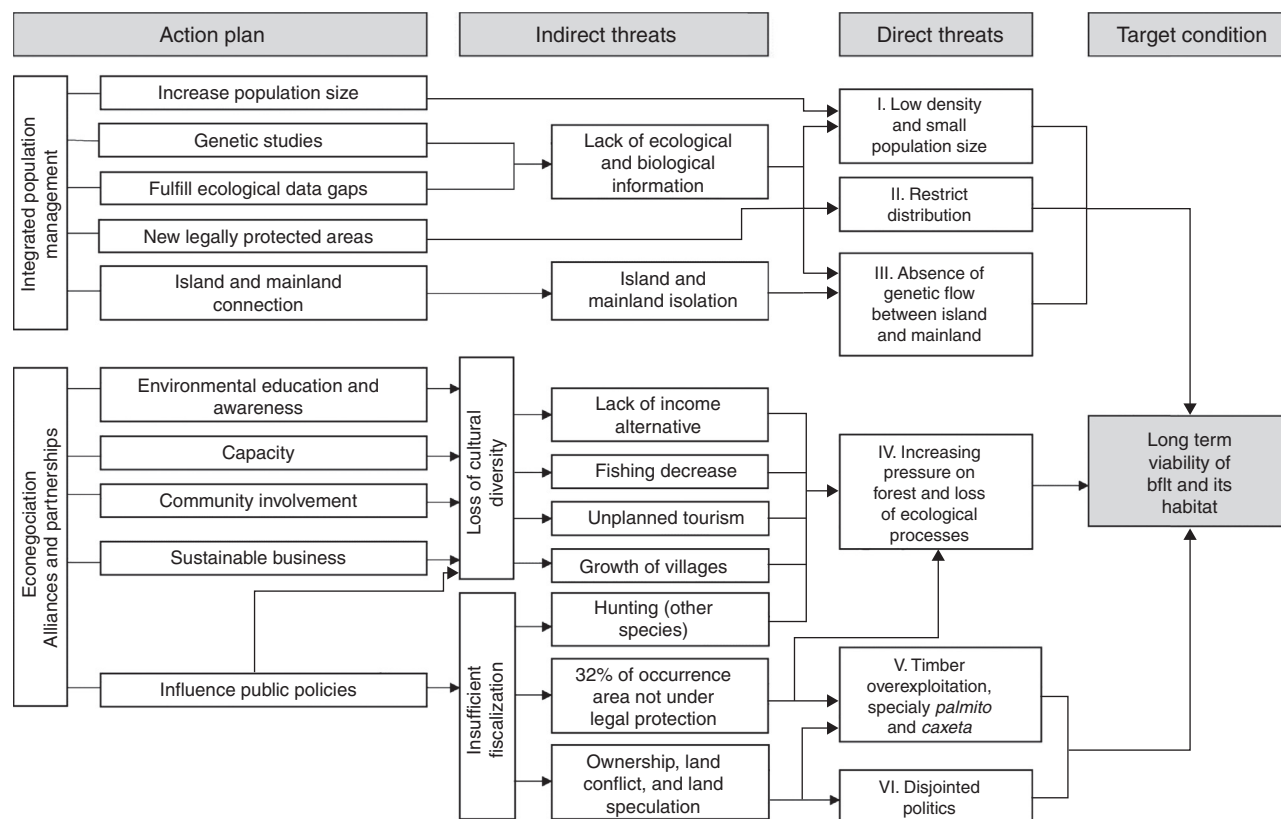 Action plan
Indirect threats
Direct threats
Target condition
Integrated population
management
Increase population size
Genetic studies
Fulfill ecological data gaps
New legally protected areas
Island and mainland
connection
Lack of ecological
and biological
information
Island and
mainland isolation
I. Low density
and small
population size
II. Restrict
distribution
III. Absence of
genetic flow
between island
and mainland
Econegociation
Alliances and partnerships
Environmental education and
awareness
Capacity
Community involvement
Sustainable business
Influence public policies
Loss of cultural
diversity
Insufficient
fiscalization
Lack of income
alternative
Fishing decrease
Unplanned tourism
Growth of villages
Hunting (other
species)
32% of occurrence
area not under
legal protection
Ownership, land
conflict, and land
speculation
IV. Increasing
pressure on
forest and loss
of ecological
processes
V. Timber
overexploitation,
specialy palmito
and caxeta
VI. Disjointed
politics
Long term
viability of
bflt and its
habitat